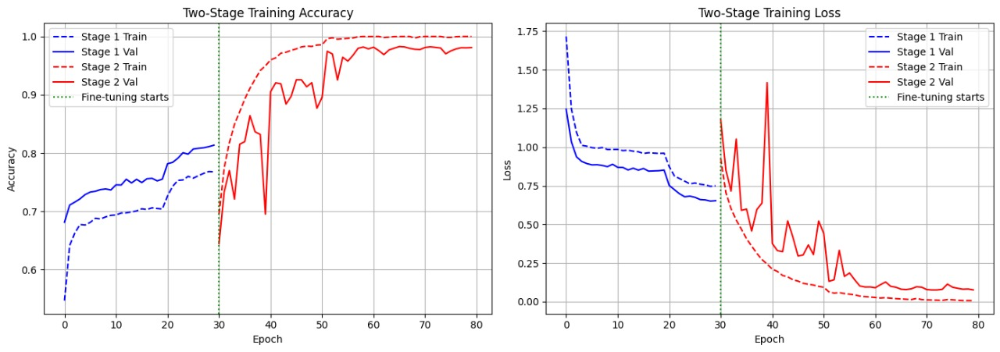 Two-Stage Training Accuracy
Stage 1 Train
Stage 1 Val
Stage 2 Train
Stage 2 Val
Fine-tuning starts
Accuracy
1.0
0.9
0.8
0.7
0.6
0 10 20 30 40 50 60 70 80
Epoch
Two-Stage Training Loss
Stage 1 Train
Stage 1 Val
Stage 2 Train
Stage 2 Val
Fine-tuning starts
Loss
1.75
1.50
1.25
1.00
0.75
0.50
0.25
0.00
0 10 20 30 40 50 60 70 80
Epoch